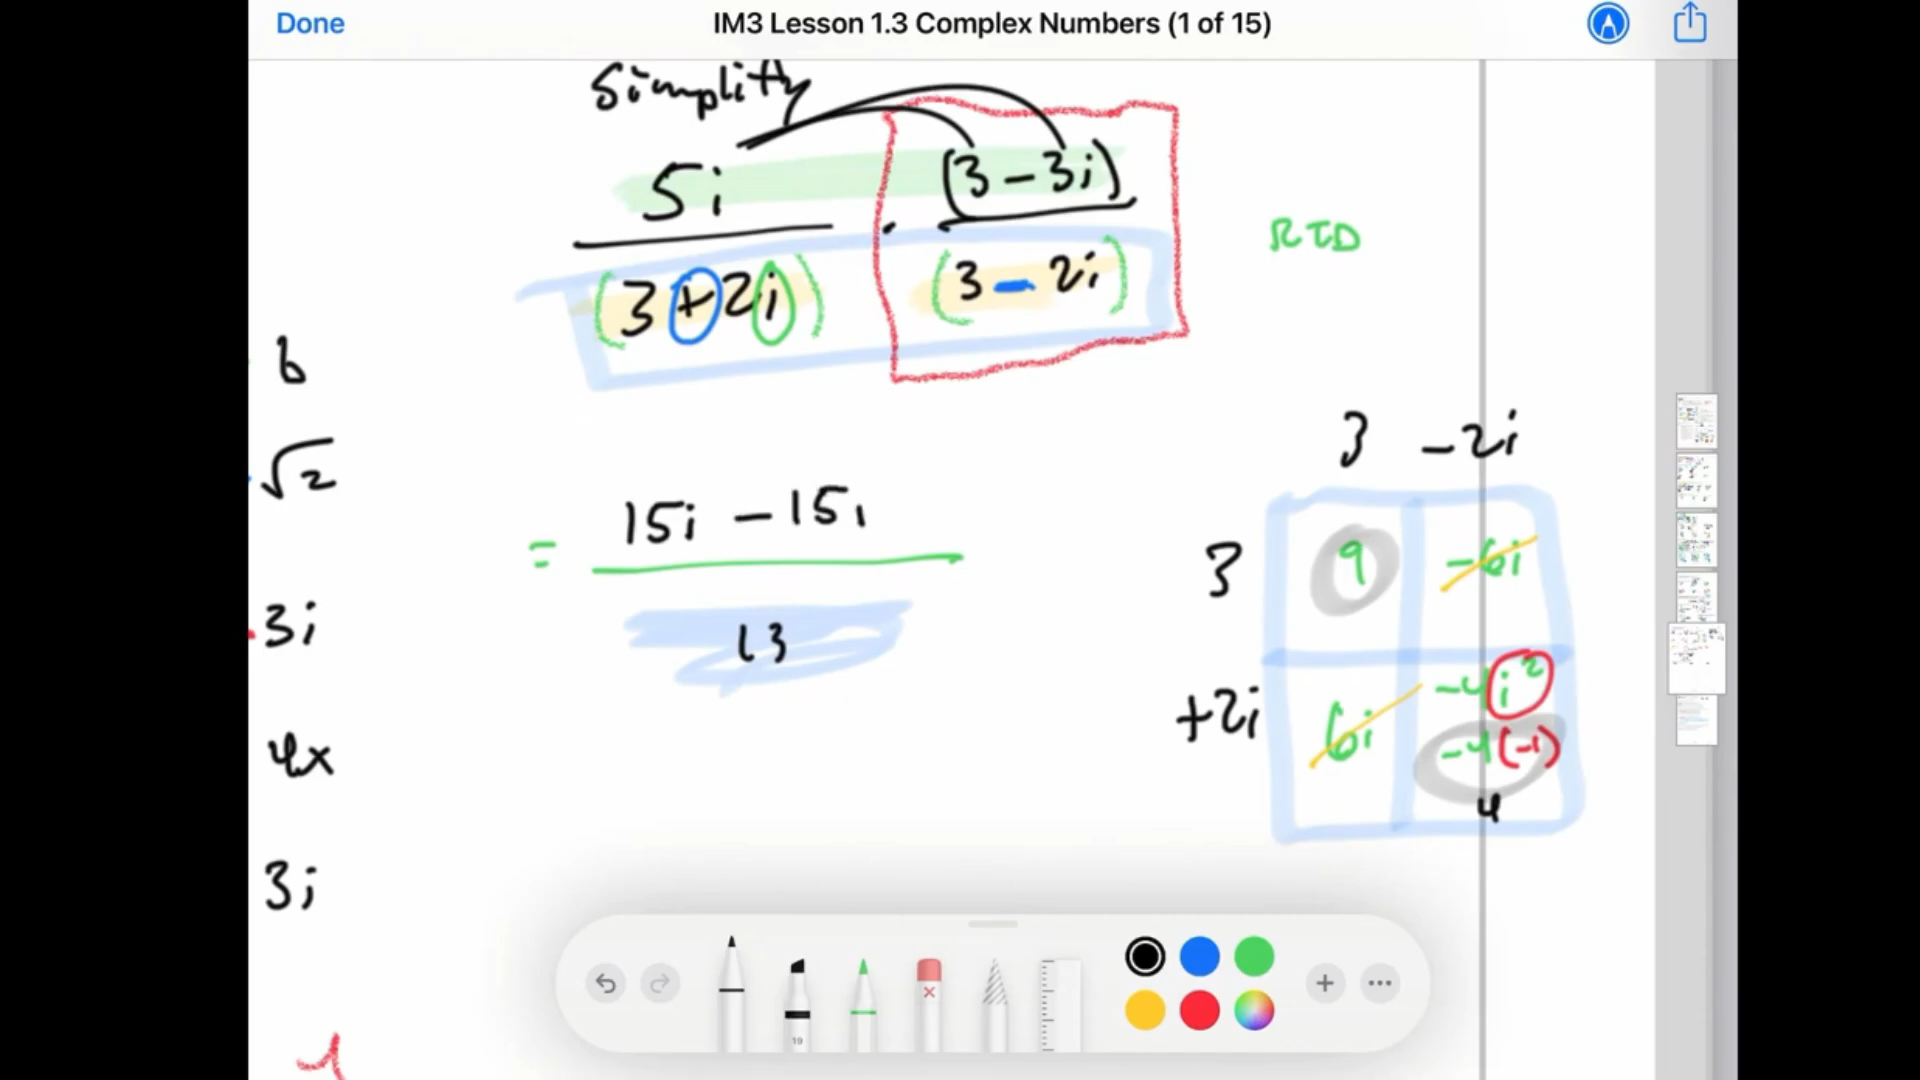 Done
IM3 Lesson 1.3 Complex Numbers (1 of 15)
Simplify
5i · (3 - 3i)
(3 + 2i) (3 - 2i)
RTD
b
√2
3i
4x
3i
= 15i - 15i
13
3 -2i
3 9 -6i
+2i 6i -4i²
-4(-1)
4
19